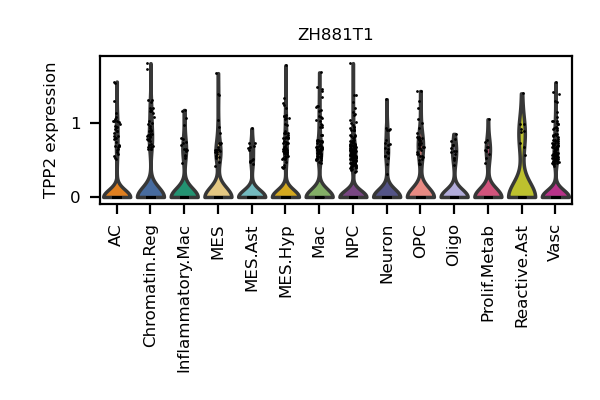 ZH881T1
TPP2 expression
1
0
AC
Chromatin.Reg
Inflammatory.Mac
MES
MES.Ast
MES.Hyp
Mac
NPC
Neuron
OPC
Oligo
Prolif.Metab
Reactive.Ast
Vasc